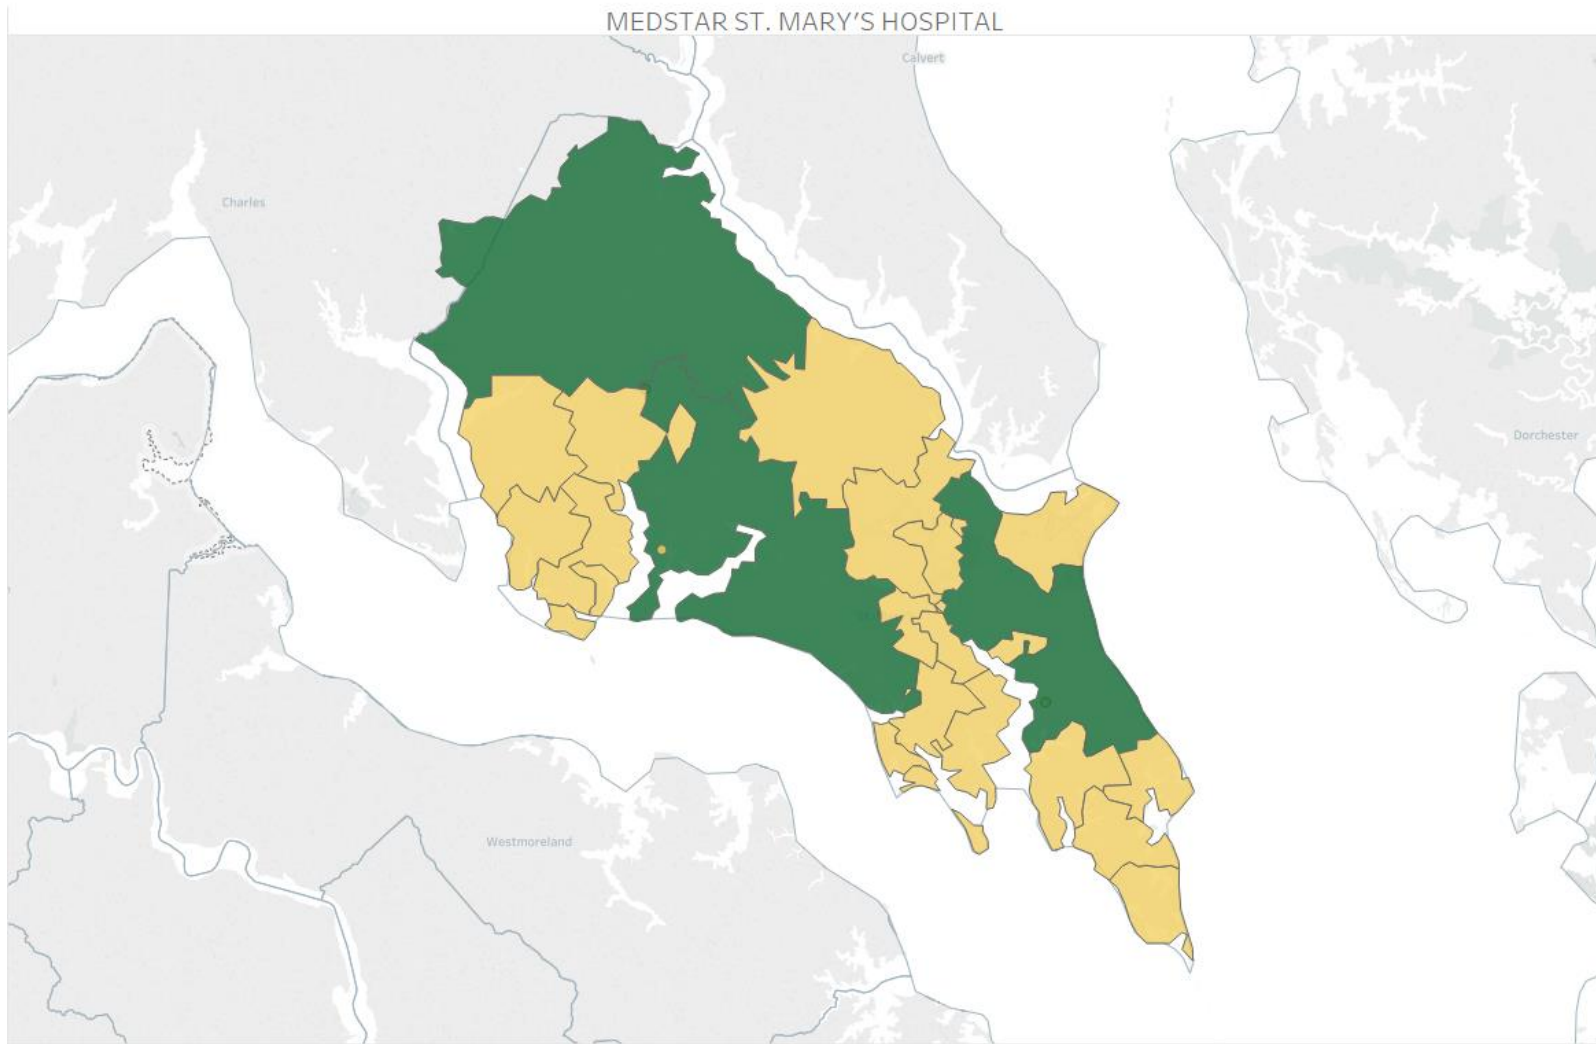 MEDSTAR ST. MARY'S HOSPITAL
Calvert
Charles
Dorchester
Westmoreland